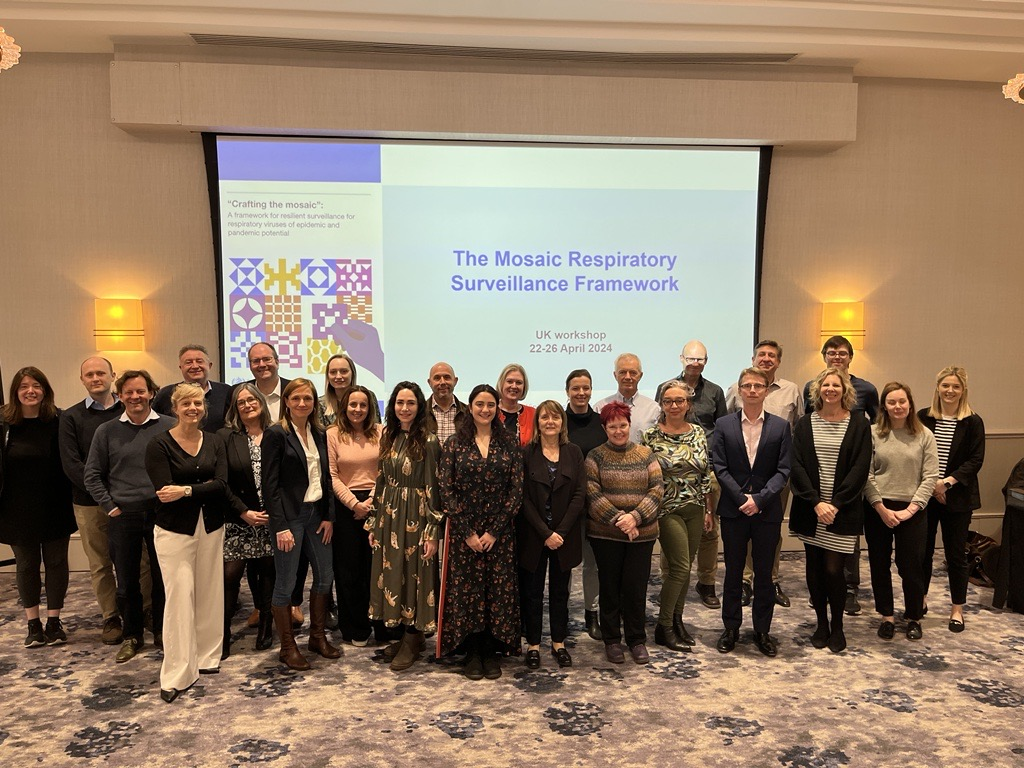 "Crafting the mosaic":
A framework for resilient surveillance for
respiratory viruses of epidemic and
pandemic potential
The Mosaic Respiratory
Surveillance Framework
UK workshop
22-26 April 2024